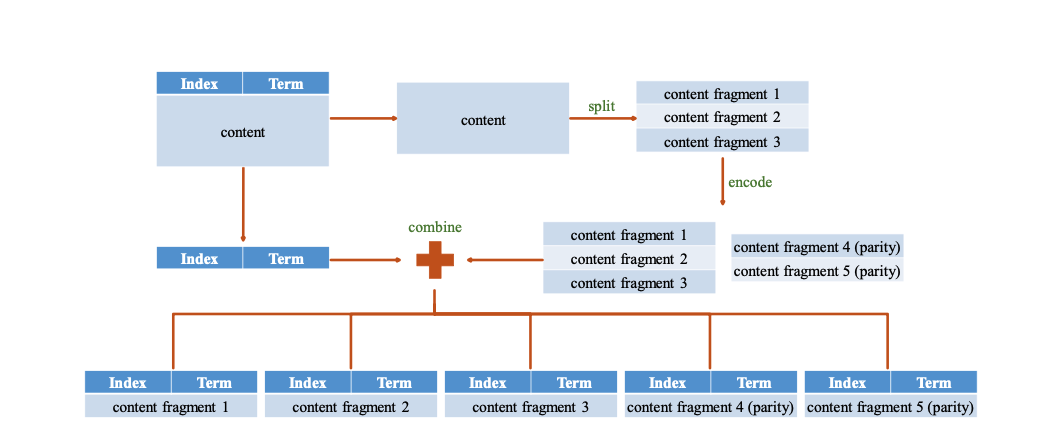 Index Term
content
content
split
content fragment 1
content fragment 2
content fragment 3
encode
Index Term
combine
content fragment 1
content fragment 2
content fragment 3
content fragment 4 (parity)
content fragment 5 (parity)
Index Term
content fragment 1
Index Term
content fragment 2
Index Term
content fragment 3
Index Term
content fragment 4 (parity)
Index Term
content fragment 5 (parity)